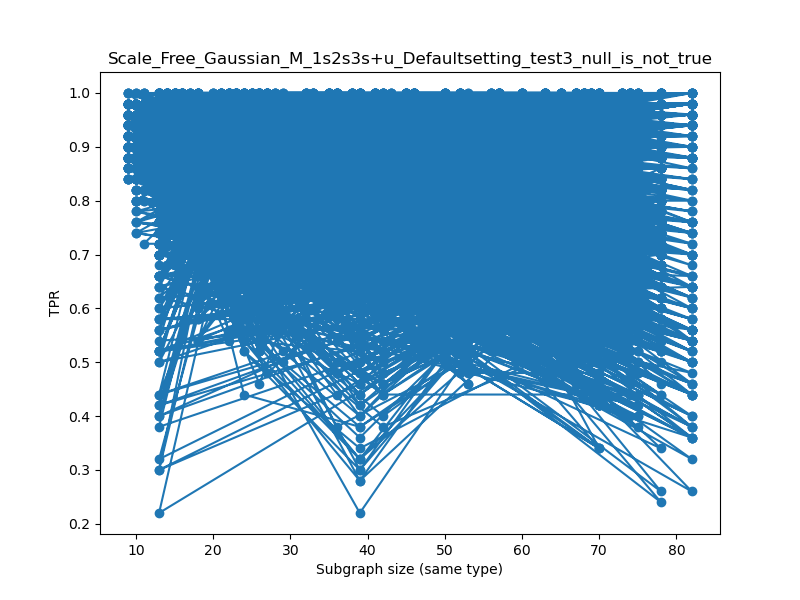 Scale_Free_Gaussian_M_1s2s3s+u_Defaultsetting_test3_null_is_not_true
1.0
0.9
0.8
0.7
0.6
0.5
0.4
0.3
0.2
TPR
10 20 30 40 50 60 70 80
Subgraph size (same type)